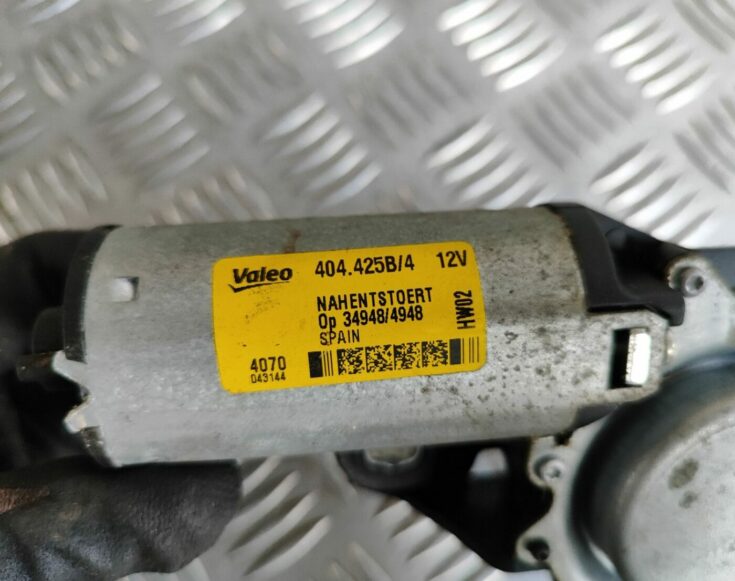 Valeo 404.425B/4 12V
NAHENTSTOERT
Op 34948/4948
SPAIN
HW02
4070
043144